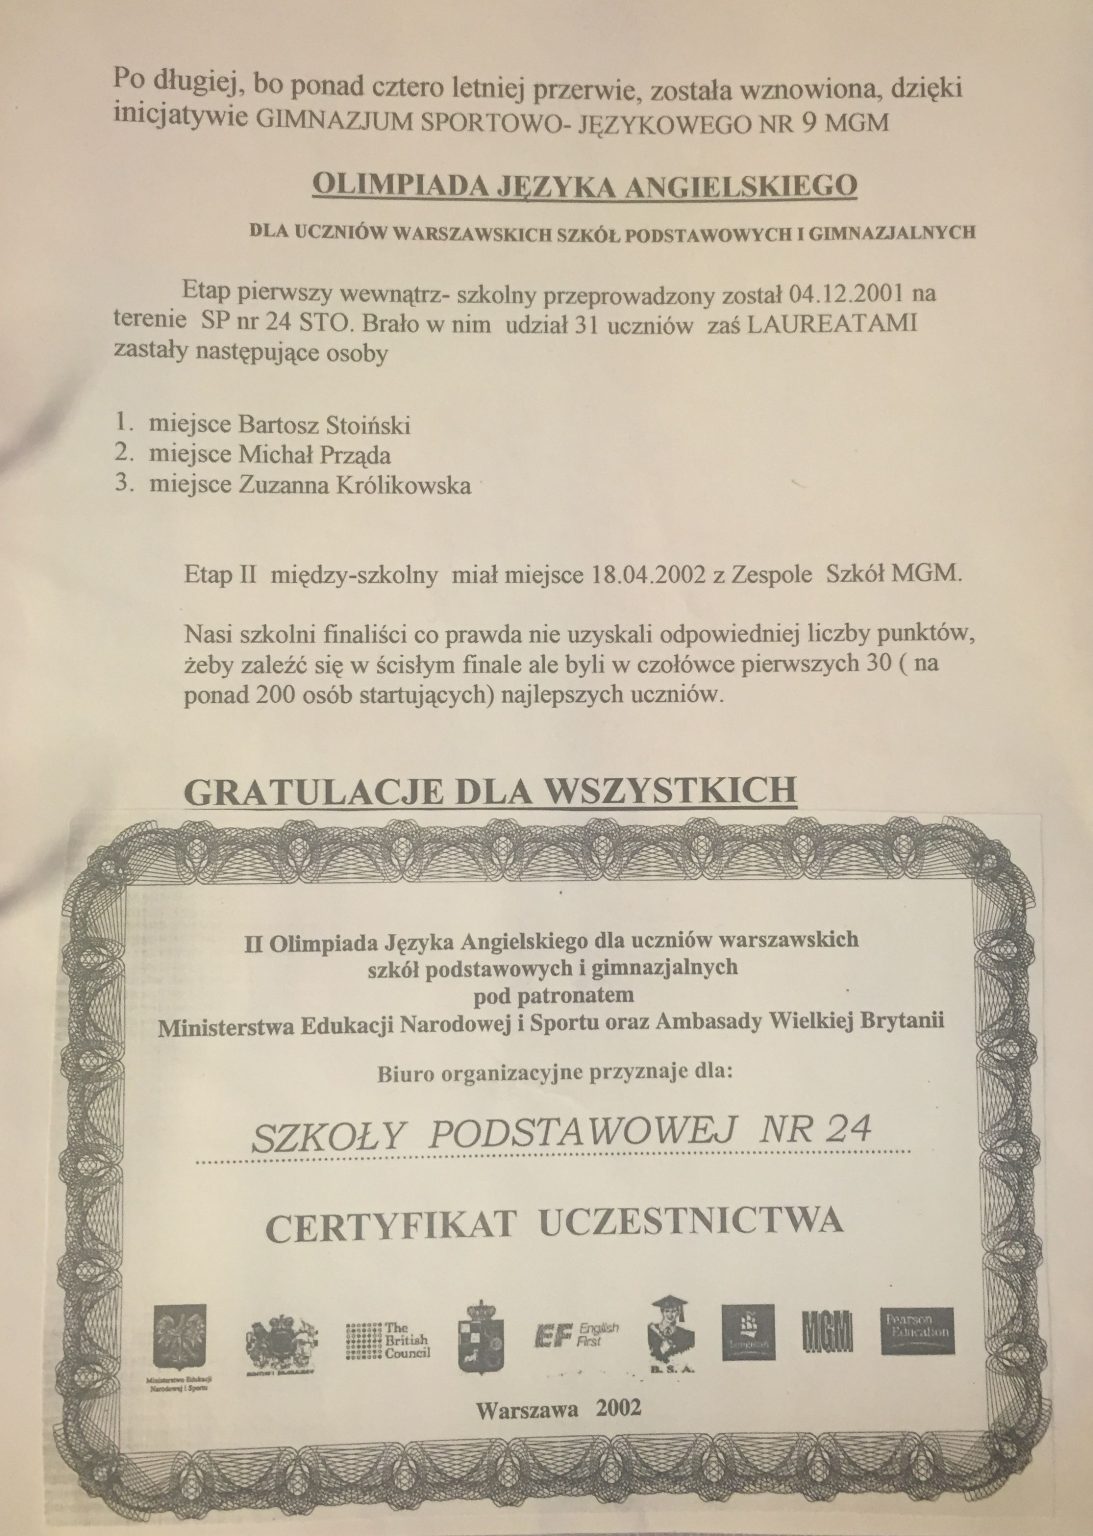 Po długiej, bo ponad cztero letniej przerwie, została wznowiona, dzięki
inicjatywie GIMNAZJUM SPORTOWO- JĘZYKOWEGO NR 9 MGM
OLIMPIADA JĘZYKA ANGIELSKIEGO
DLA UCZNIÓW WARSZAWSKICH SZKÓŁ PODSTAWOWYCH I GIMNAZJALNYCH
Etap pierwszy wewnątrz- szkolny przeprowadzony został 04.12.2001 na
terenie SP nr 24 STO. Brało w nim udział 31 uczniów zaś LAUREATAMI
zastały następujące osoby
1. miejsce Bartosz Stoiński
2. miejsce Michał Prząda
3. miejsce Zuzanna Królikowska
Etap II między-szkolny miał miejsce 18.04.2002 z Zespole Szkół MGM.
Nasi szkolni finaliści co prawda nie uzyskali odpowiedniej liczby punktów,
żeby zaleźć się w ścisłym finale ale byli w czołówce pierwszych 30 ( na
ponad 200 osób startujących) najlepszych uczniów.
GRATULACJE DLA WSZYSTKICH
II Olimpiada Języka Angielskiego dla uczniów warszawskich
szkół podstawowych i gimnazjalnych
pod patronatem
Ministerstwa Edukacji Narodowej i Sportu oraz Ambasady Wielkiej Brytanii
Biuro organizacyjne przyznaje dla:
SZKOŁY PODSTAWOWEJ NR 24
CERTYFIKAT UCZESTNICTWA
Ministerstwo Edukacji
Narodowej i Sportu
The
British
Council
EF English
First
B. S. A.
Longman
MGM
Pearson
Education
Warszawa 2002